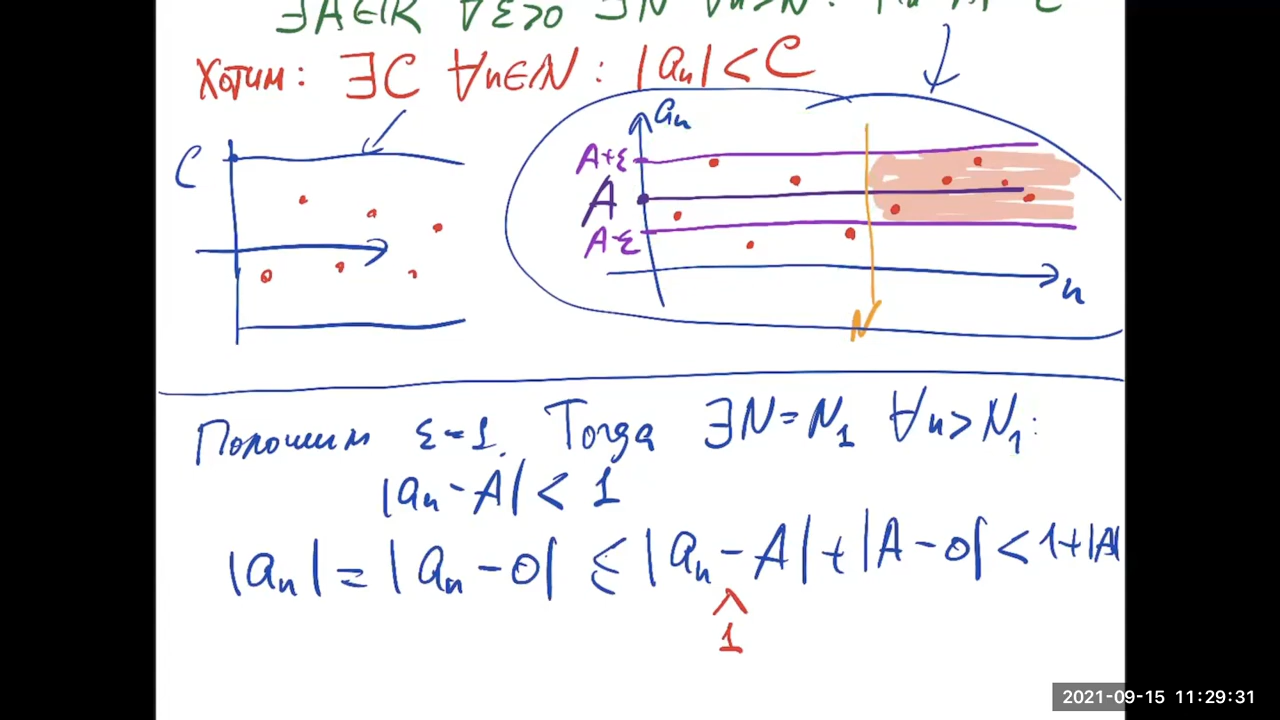 ∃A∈ℝ ∀ε>0 ∃N ∀n>N:
Хотим: ∃C ∀n∈ℕ: |aₙ| < C
C
aₙ
A+ε
A
A-ε
n
N
Положим ε=1. Тогда ∃N=N₁ ∀n>N₁:
|aₙ - A| < 1
|aₙ| = |aₙ - 0| ≤ |aₙ - A| + |A - 0| < 1+|A|
∧
1
2021-09-15 11:29:31